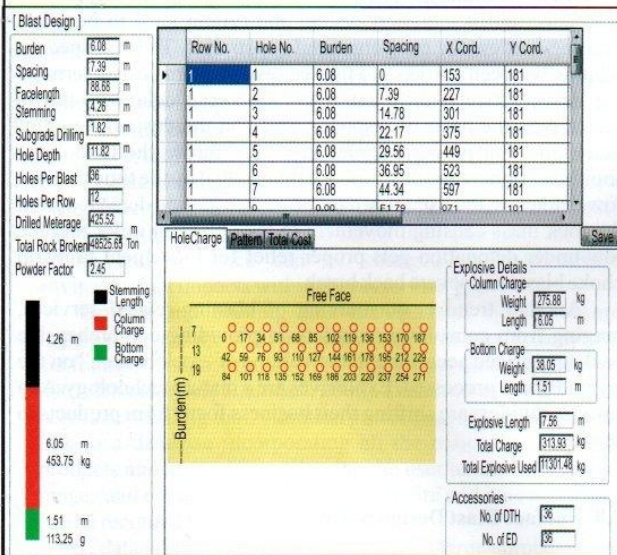 [ Blast Design ]
Burden 6.08 m
Spacing 7.39 m
Facelength 88.68 m
Stemming 4.26 m
Subgrade Drilling 1.82 m
Hole Depth 11.82 m
Holes Per Blast 36
Holes Per Row 12
Drilled Meterage 425.52 m
Total Rock Broken 48525.65 Ton
Powder Factor 2.45
Row No. Hole No. Burden Spacing X Cord. Y Cord.
1 1 6.08 0 153 181
1 2 6.08 7.39 227 181
1 3 6.08 14.78 301 181
1 4 6.08 22.17 375 181
1 5 6.08 29.56 449 181
1 6 6.08 36.95 523 181
1 7 6.08 44.34 597 181
HoleCharge Pattern Total Cost Save
Stemming Length
Column Charge
Bottom Charge
4.26 m
6.05 m
453.75 kg
1.51 m
113.25 g
Free Face
Burden(m)
7
0 17 34 51 68 85 102 119 136 153 170 187
13
42 59 76 93 110 127 144 161 178 195 212 229
19
84 101 118 135 152 169 186 203 220 237 254 271
Explosive Details
Column Charge
Weight 275.88 kg
Length 6.05 m
Bottom Charge
Weight 38.05 kg
Length 1.51 m
Explosive Length 7.56 m
Total Charge 313.93 kg
Total Explosive Used 11301.48 kg
Accessories
No. of DTH 36
No. of ED 36